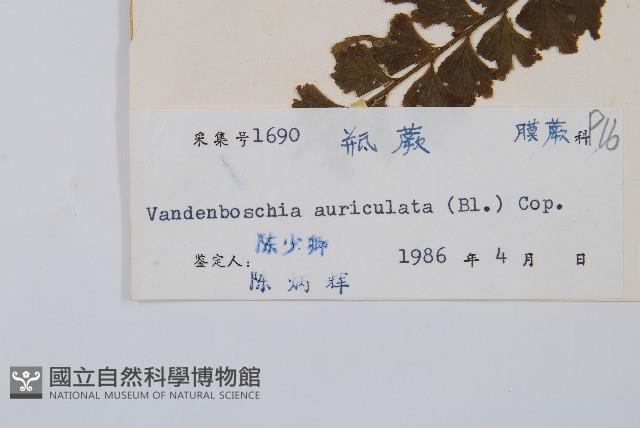 采集号1690 瓶蕨 膜蕨科 P16
Vandenboschia auriculata (Bl.) Cop.
鉴定人: 陈少卿 1986 年 4 月 日
陈炳辉
國立自然科學博物館
NATIONAL MUSEUM OF NATURAL SCIENCE